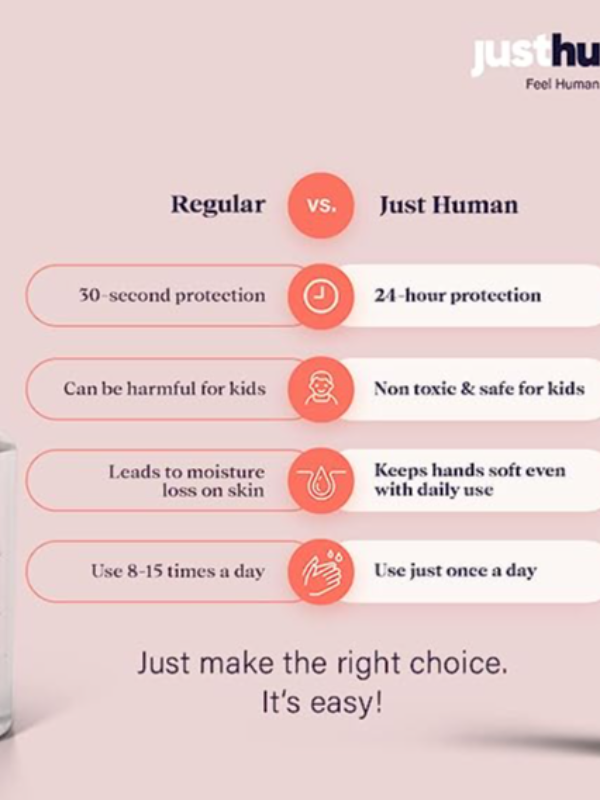 justhu
Feel Human
Regular vs. Just Human
30-second protection 24-hour protection
Can be harmful for kids Non toxic & safe for kids
Leads to moisture
loss on skin
Keeps hands soft even
with daily use
Use 8-15 times a day Use just once a day
Just make the right choice.
It's easy!